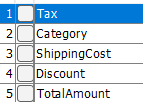 1 Tax
2 Category
3 ShippingCost
4 Discount
5 TotalAmount